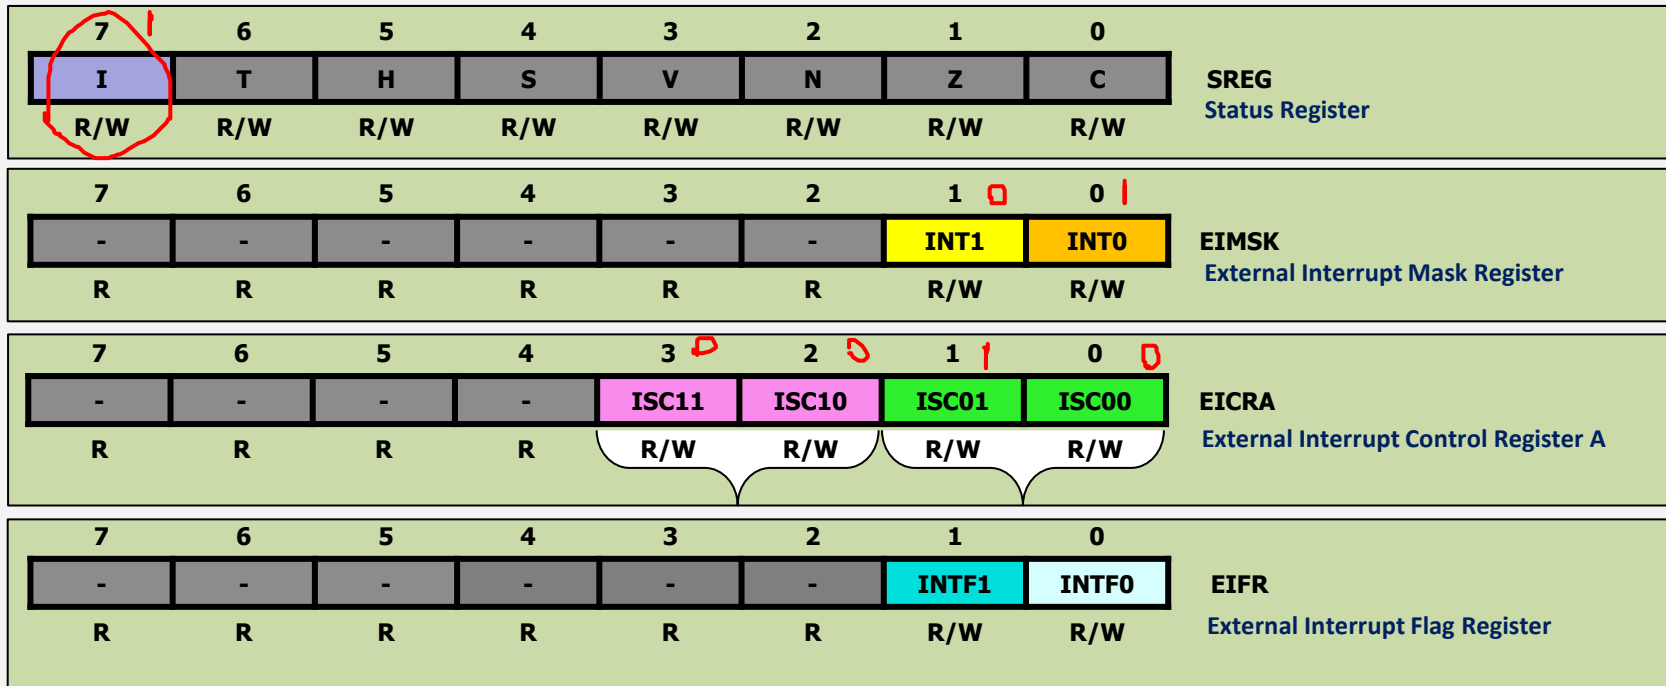 7 1 6 5 4 3 2 1 0
I T H S V N Z C SREG
R/W R/W R/W R/W R/W R/W R/W R/W Status Register
7 6 5 4 3 2 1 0 0 1
- - - - - - INT1 INT0 EIMSK
R R R R R R R/W R/W External Interrupt Mask Register
7 6 5 4 3 0 2 0 1 1 0 0
- - - - ISC11 ISC10 ISC01 ISC00 EICRA
R R R R R/W R/W R/W R/W External Interrupt Control Register A
7 6 5 4 3 2 1 0
- - - - - - INTF1 INTF0 EIFR
R R R R R R R/W R/W External Interrupt Flag Register